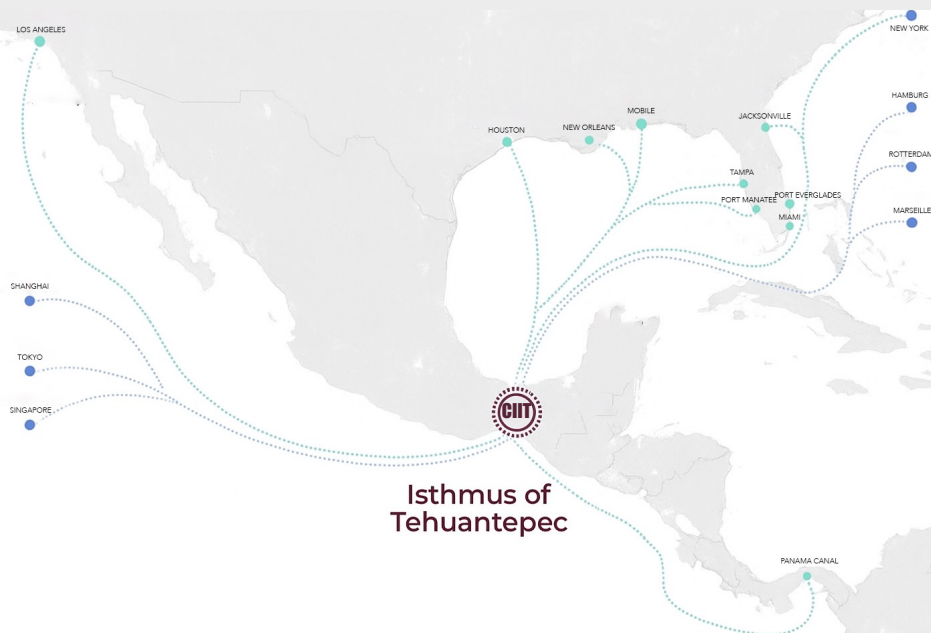 LOS ANGELES
NEW YORK
HAMBURG
MOBILE
JACKSONVILLE
HOUSTON
NEW ORLEANS
ROTTERDAM
TAMPA
PORT EVERGLADES
PORT MANATEE
MARSEILLE
MIAMI
SHANGHAI
TOKYO
SINGAPORE
CIIT
Isthmus of
Tehuantepec
PANAMA CANAL